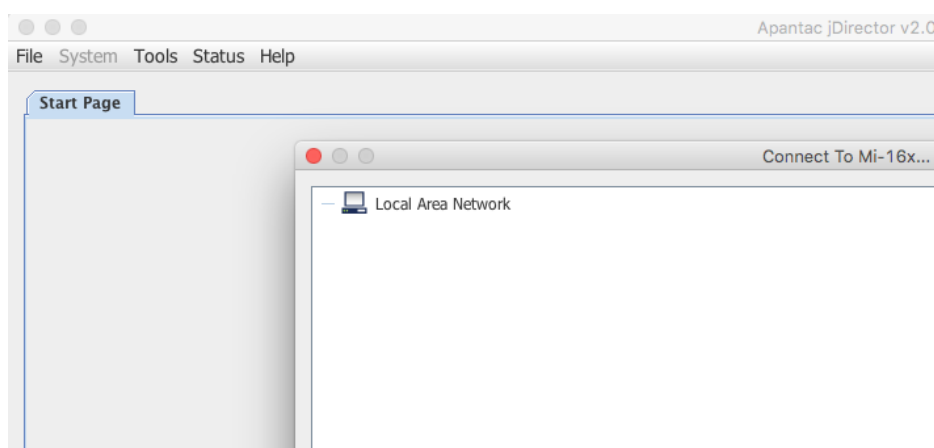 Apantac jDirector v2.0
File System Tools Status Help
Start Page
Connect To Mi-16x...
Local Area Network